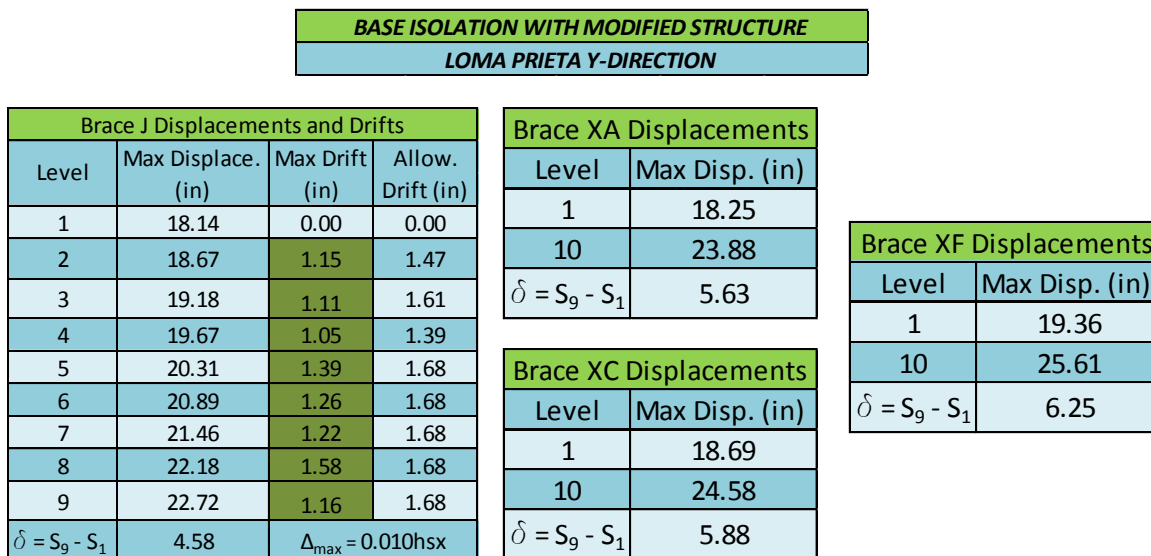 BASE ISOLATION WITH MODIFIED STRUCTURE
LOMA PRIETA Y-DIRECTION
Brace J Displacements and Drifts
Level Max Displace. (in) Max Drift (in) Allow. Drift (in)
1 18.14 0.00 0.00
2 18.67 1.15 1.47
3 19.18 1.11 1.61
4 19.67 1.05 1.39
5 20.31 1.39 1.68
6 20.89 1.26 1.68
7 21.46 1.22 1.68
8 22.18 1.58 1.68
9 22.72 1.16 1.68
δ = S₉ - S₁ 4.58 Δmax = 0.010hsx
Brace XA Displacements
Level Max Disp. (in)
1 18.25
10 23.88
δ = S₉ - S₁ 5.63
Brace XC Displacements
Level Max Disp. (in)
1 18.69
10 24.58
δ = S₉ - S₁ 5.88
Brace XF Displacements
Level Max Disp. (in)
1 19.36
10 25.61
δ = S₉ - S₁ 6.25